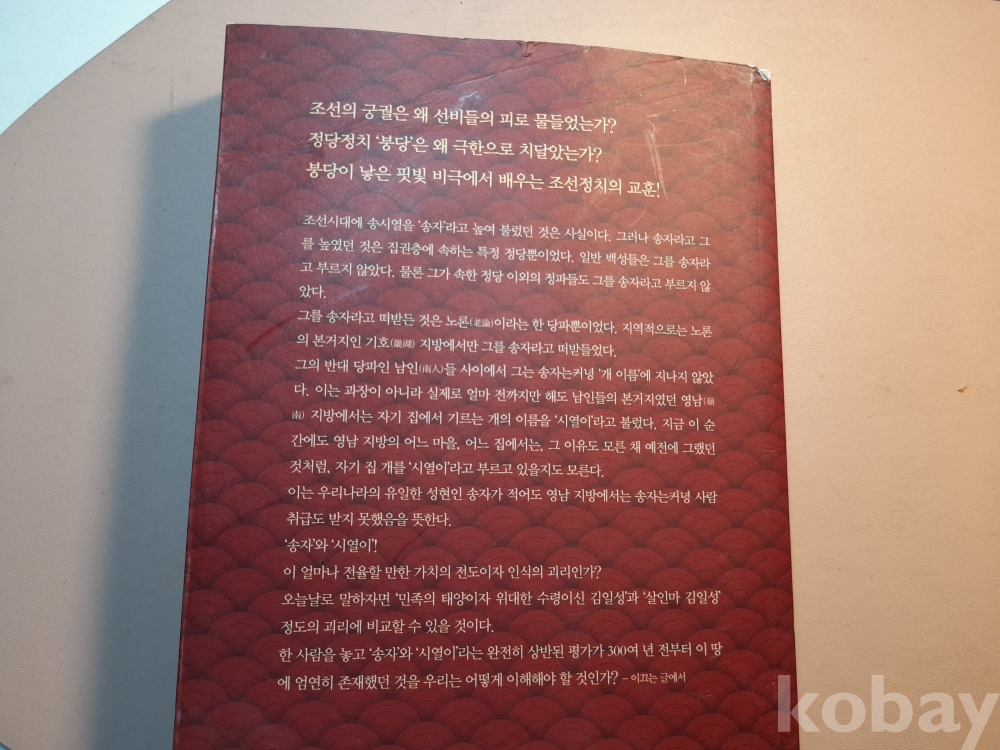 조선의 궁궐은 왜 선비들의 피로 물들었는가?
정당정치 ‘붕당’은 왜 극한으로 치달았는가?
붕당이 낳은 핏빛 비극에서 배우는 조선정치의 교훈!
조선시대에 송시열을 ‘송자’라고 높여 불렀던 것은 사실이다. 그러나 송자라고 그
를 높였던 것은 집권층에 속하는 특정 정당뿐이었다. 일반 백성들은 그를 송자라
고 부르지 않았다. 물론 그가 속한 정당 이외의 정파들도 그를 송자라고 부르지 않
았다.
그를 송자라고 떠받든 것은 노론(老論)이라는 한 당파뿐이었다. 지역적으로는 노론
의 본거지인 기호(畿湖) 지방에서만 그를 송자라고 떠받들었다.
그의 반대 당파인 남인(南人)들 사이에서 그는 송자는커녕 ‘개 이름’에 지나지 않았
다. 이는 과장이 아니라 실제로 얼마 전까지만 해도 남인들의 본거지였던 영남(嶺
南) 지방에서는 자기 집에서 기르는 개의 이름을 ‘시열이’라고 불렀다. 지금 이 순
간에도 영남 지방의 어느 마을, 어느 집에서는, 그 이유도 모른 채 예전에 그랬던
것처럼, 자기 집 개를 ‘시열이’라고 부르고 있을지도 모른다.
이는 우리나라의 유일한 성현인 송자가 적어도 영남 지방에서는 송자는커녕 사람
취급도 받지 못했음을 뜻한다.
‘송자’와 ‘시열이’!
이 얼마나 전율할 만한 가치의 전도이자 인식의 괴리인가?
오늘날로 말하자면 ‘민족의 태양이자 위대한 수령이신 김일성’과 ‘살인마 김일성’
정도의 괴리에 비교할 수 있을 것이다.
한 사람을 놓고 ‘송자’와 ‘시열이’라는 완전히 상반된 평가가 300여 년 전부터 이 땅
에 엄연히 존재했던 것을 우리는 어떻게 이해해야 할 것인가? - 이끄는 글에서
kobay